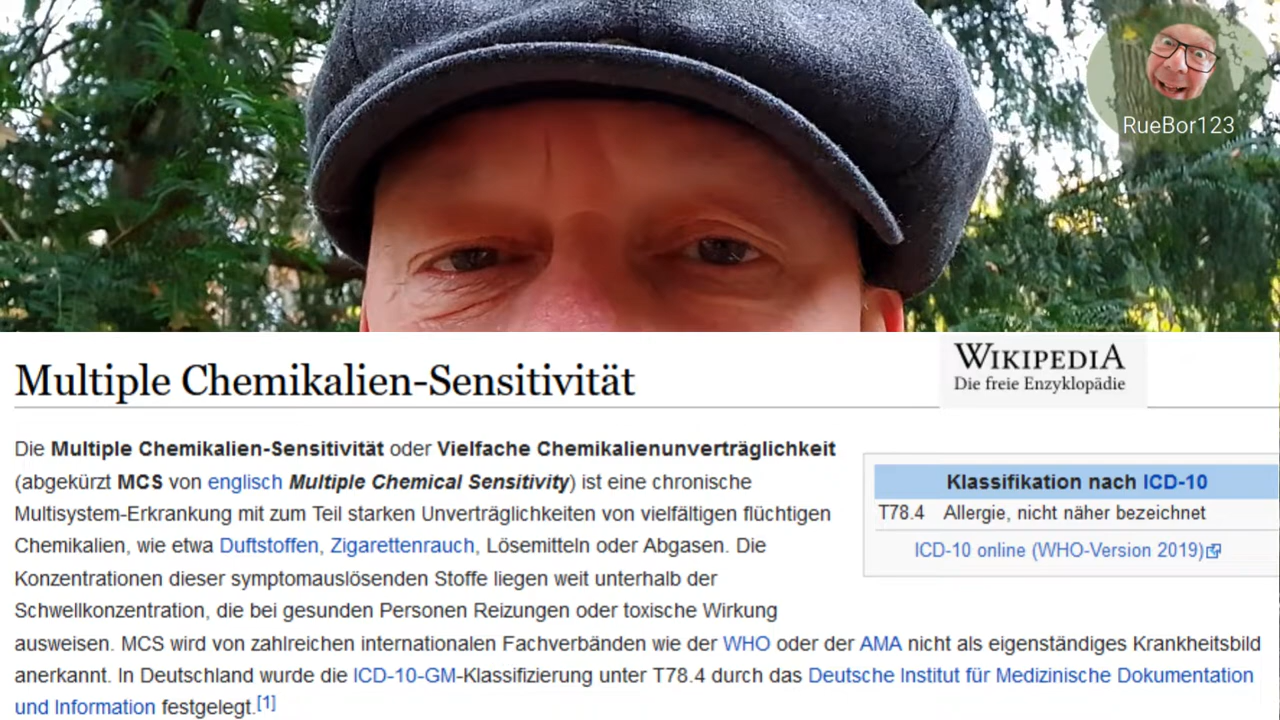 RueBor123
WIKIPEDIA
Die freie Enzyklopädie
Multiple Chemikalien-Sensitivität
Die Multiple Chemikalien-Sensitivität oder Vielfache Chemikalienunverträglichkeit
(abgekürzt MCS von englisch Multiple Chemical Sensitivity) ist eine chronische
Multisystem-Erkrankung mit zum Teil starken Unverträglichkeiten von vielfältigen flüchtigen
Chemikalien, wie etwa Duftstoffen, Zigarettenrauch, Lösemitteln oder Abgasen. Die
Konzentrationen dieser symptomauslösenden Stoffe liegen weit unterhalb der
Schwellkonzentration, die bei gesunden Personen Reizungen oder toxische Wirkung
ausweisen. MCS wird von zahlreichen internationalen Fachverbänden wie der WHO oder der AMA nicht als eigenständiges Krankheitsbild
anerkannt. In Deutschland wurde die ICD-10-GM-Klassifizierung unter T78.4 durch das Deutsche Institut für Medizinische Dokumentation
und Information festgelegt.[1]
Klassifikation nach ICD-10
T78.4 Allergie, nicht näher bezeichnet
ICD-10 online (WHO-Version 2019)